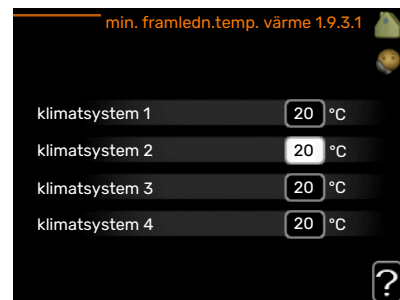 min. framledn.temp. värme 1.9.3.1
klimatsystem 1 20 °C
klimatsystem 2 20 °C
klimatsystem 3 20 °C
klimatsystem 4 20 °C
?